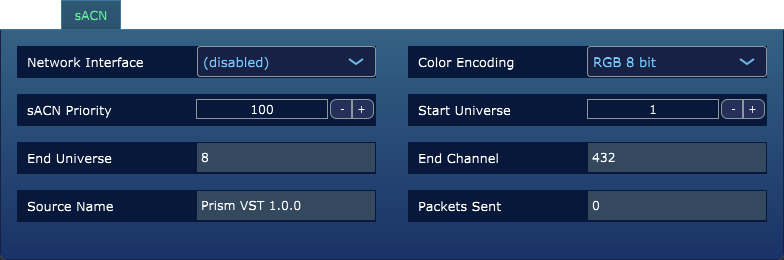 sACN
Network Interface (disabled) Color Encoding RGB 8 bit
sACN Priority 100 - + Start Universe 1 - +
End Universe 8 End Channel 432
Source Name Prism VST 1.0.0 Packets Sent 0